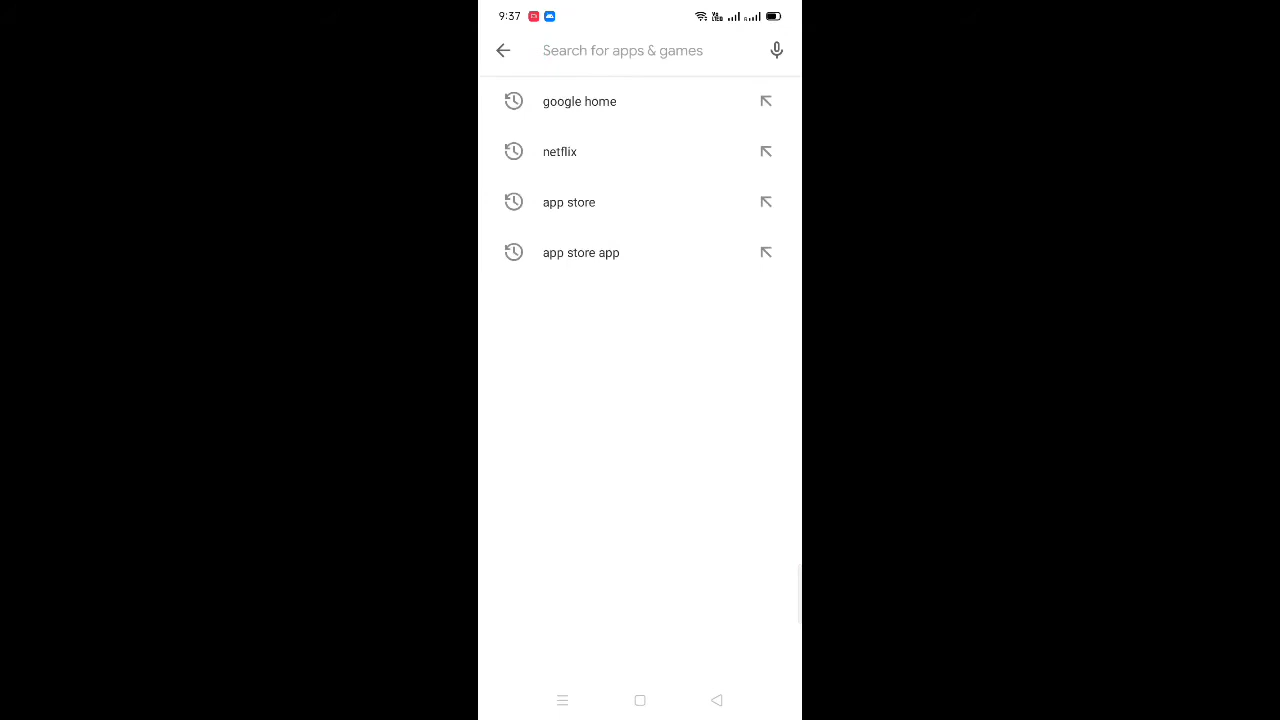 9:37
Search for apps & games
google home
netflix
app store
app store app